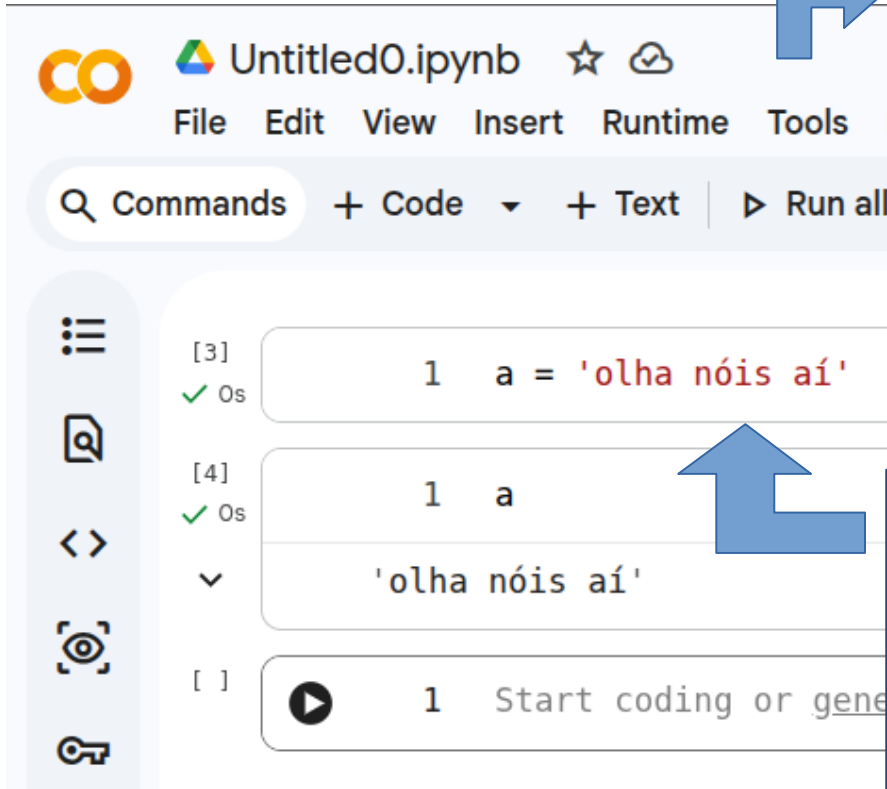 Untitled0.ipynb
File Edit View Insert Runtime Tools
Commands + Code + Text Run all
[3] 1 a = 'olha nóis aí'
0s
[4] 1 a
0s
'olha nóis aí'
[ ] 1 Start coding or